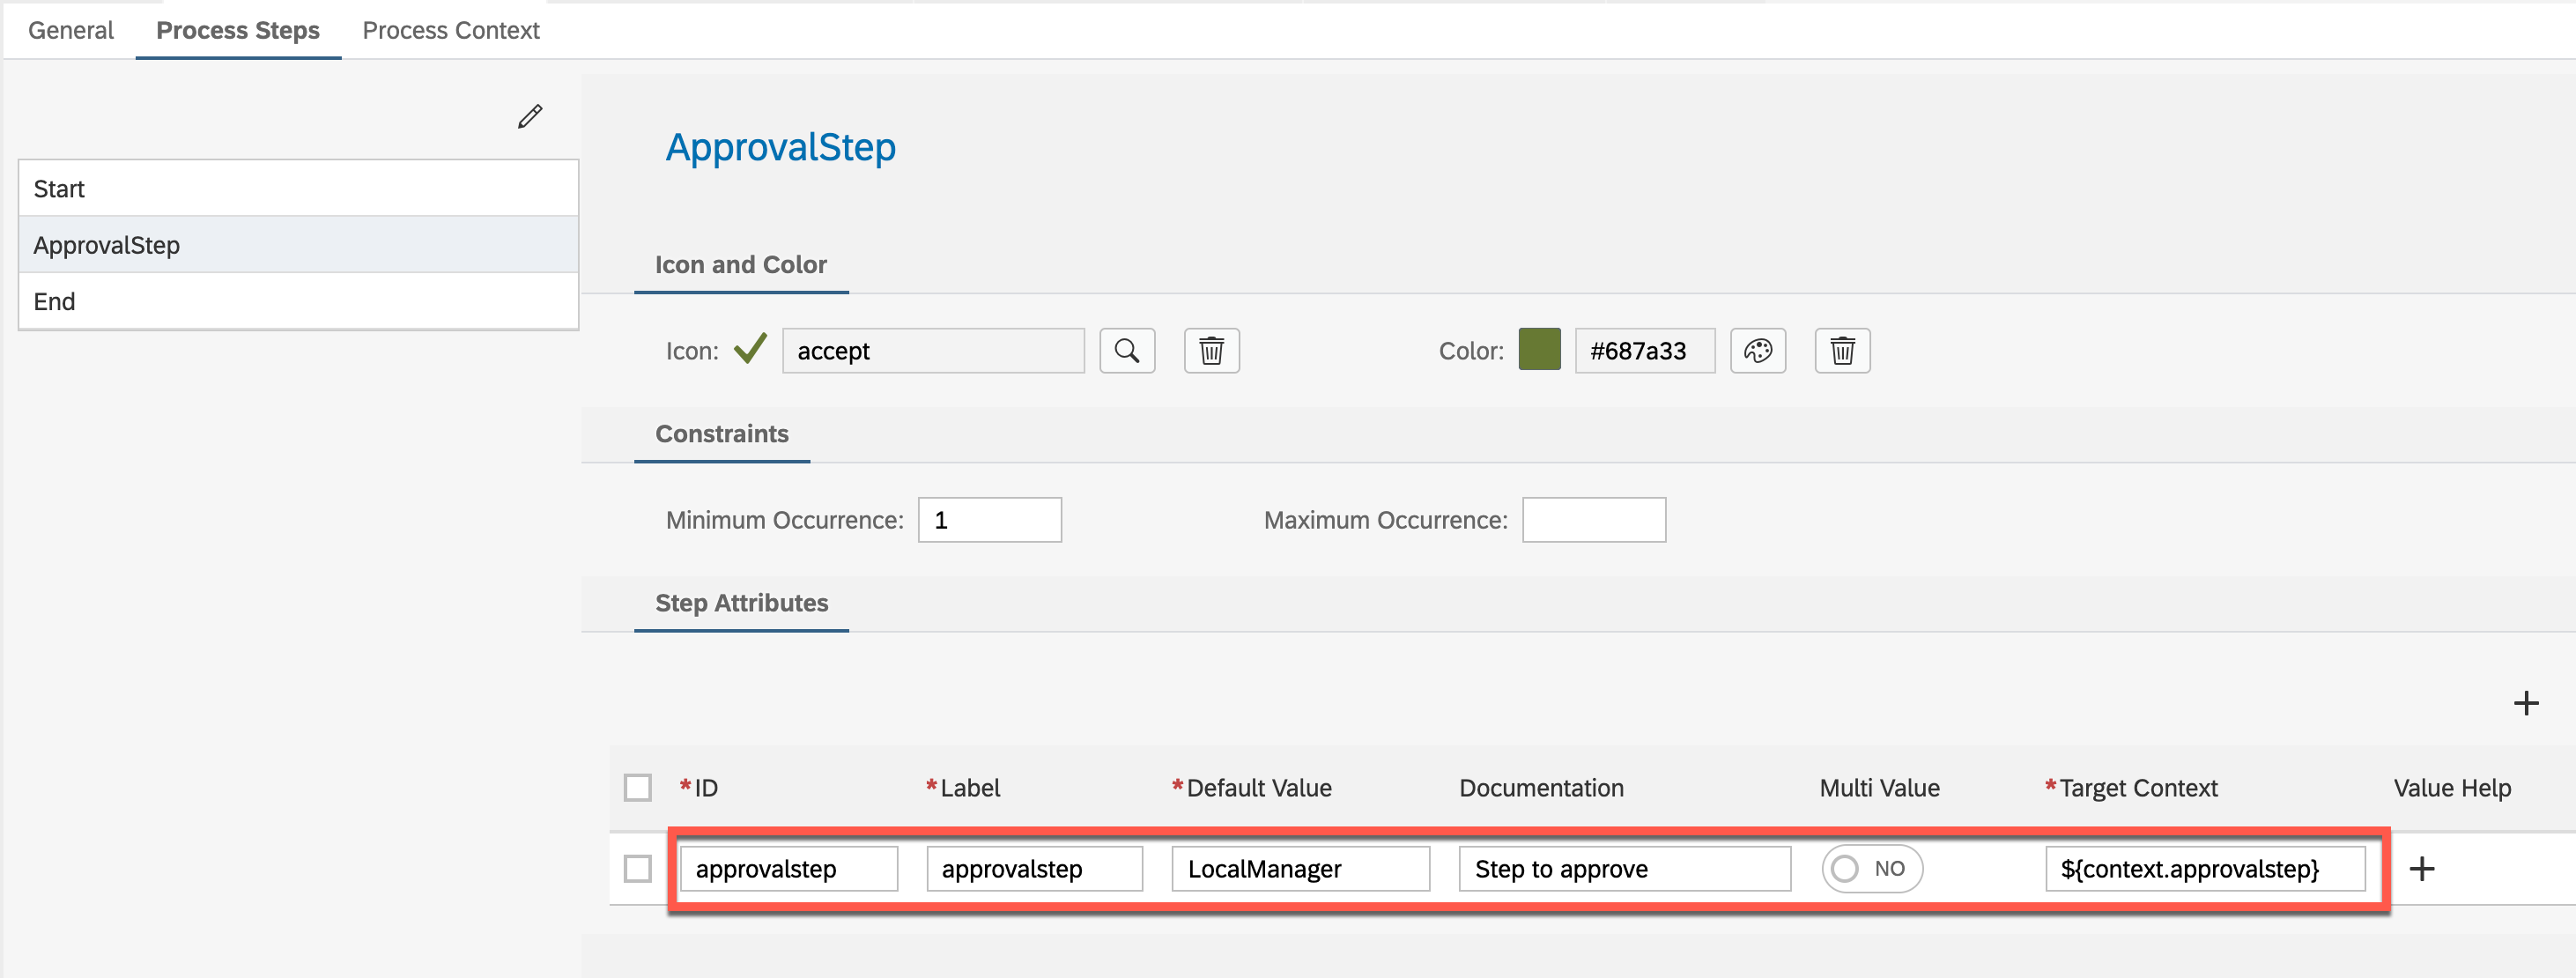 General Process Steps Process Context
Start
ApprovalStep
End
ApprovalStep
Icon and Color
Icon: accept Color: #687a33
Constraints
Minimum Occurrence: 1 Maximum Occurrence:
Step Attributes
*ID *Label *Default Value Documentation Multi Value *Target Context Value Help
approvalstep approvalstep LocalManager Step to approve NO ${context.approvalstep}